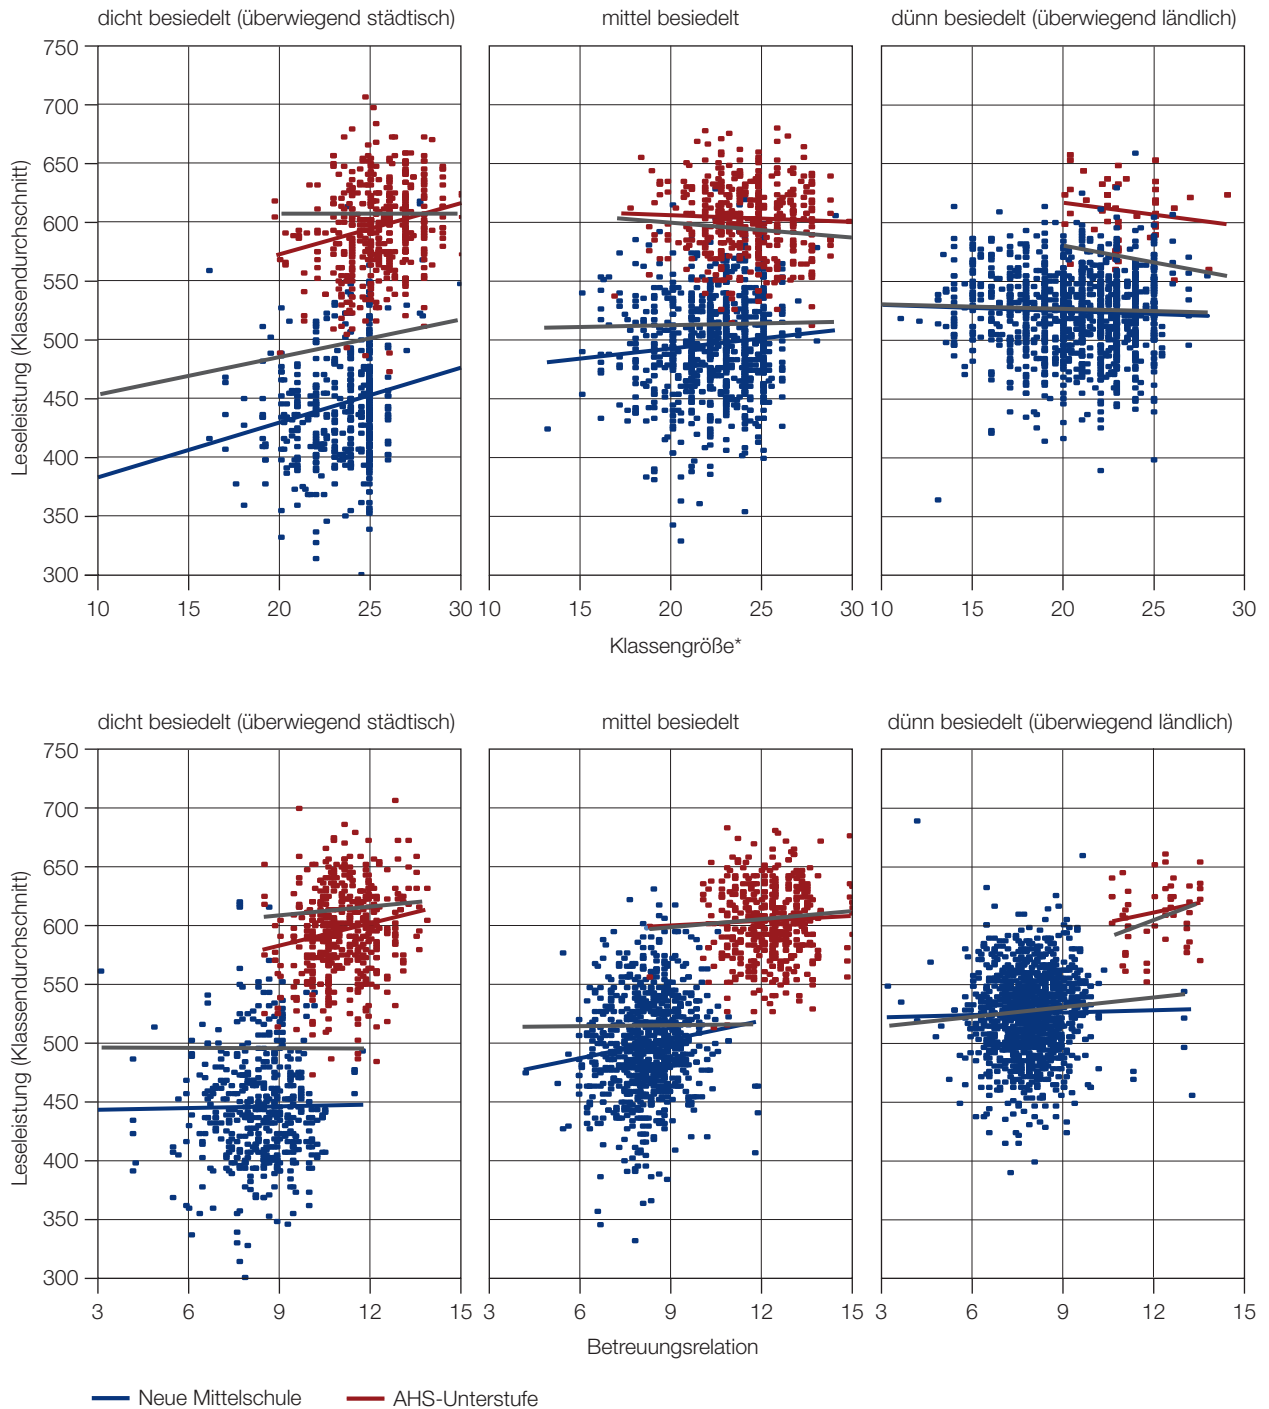 dicht besiedelt (überwiegend städtisch) mittel besiedelt dünn besiedelt (überwiegend ländlich)
Leseleistung (Klassendurchschnitt)
750
700
650
600
550
500
450
400
350
300
10 15 20 25 30 10 15 20 25 30 10 15 20 25 30
Klassengröße*
dicht besiedelt (überwiegend städtisch) mittel besiedelt dünn besiedelt (überwiegend ländlich)
Leseleistung (Klassendurchschnitt)
750
700
650
600
550
500
450
400
350
300
3 6 9 12 15 3 6 9 12 15 3 6 9 12 15
Betreuungsrelation
Neue Mittelschule AHS-Unterstufe